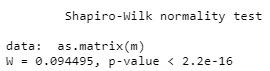 Shapiro-Wilk normality test
data:  as.matrix(m)
W = 0.094495, p-value < 2.2e-16